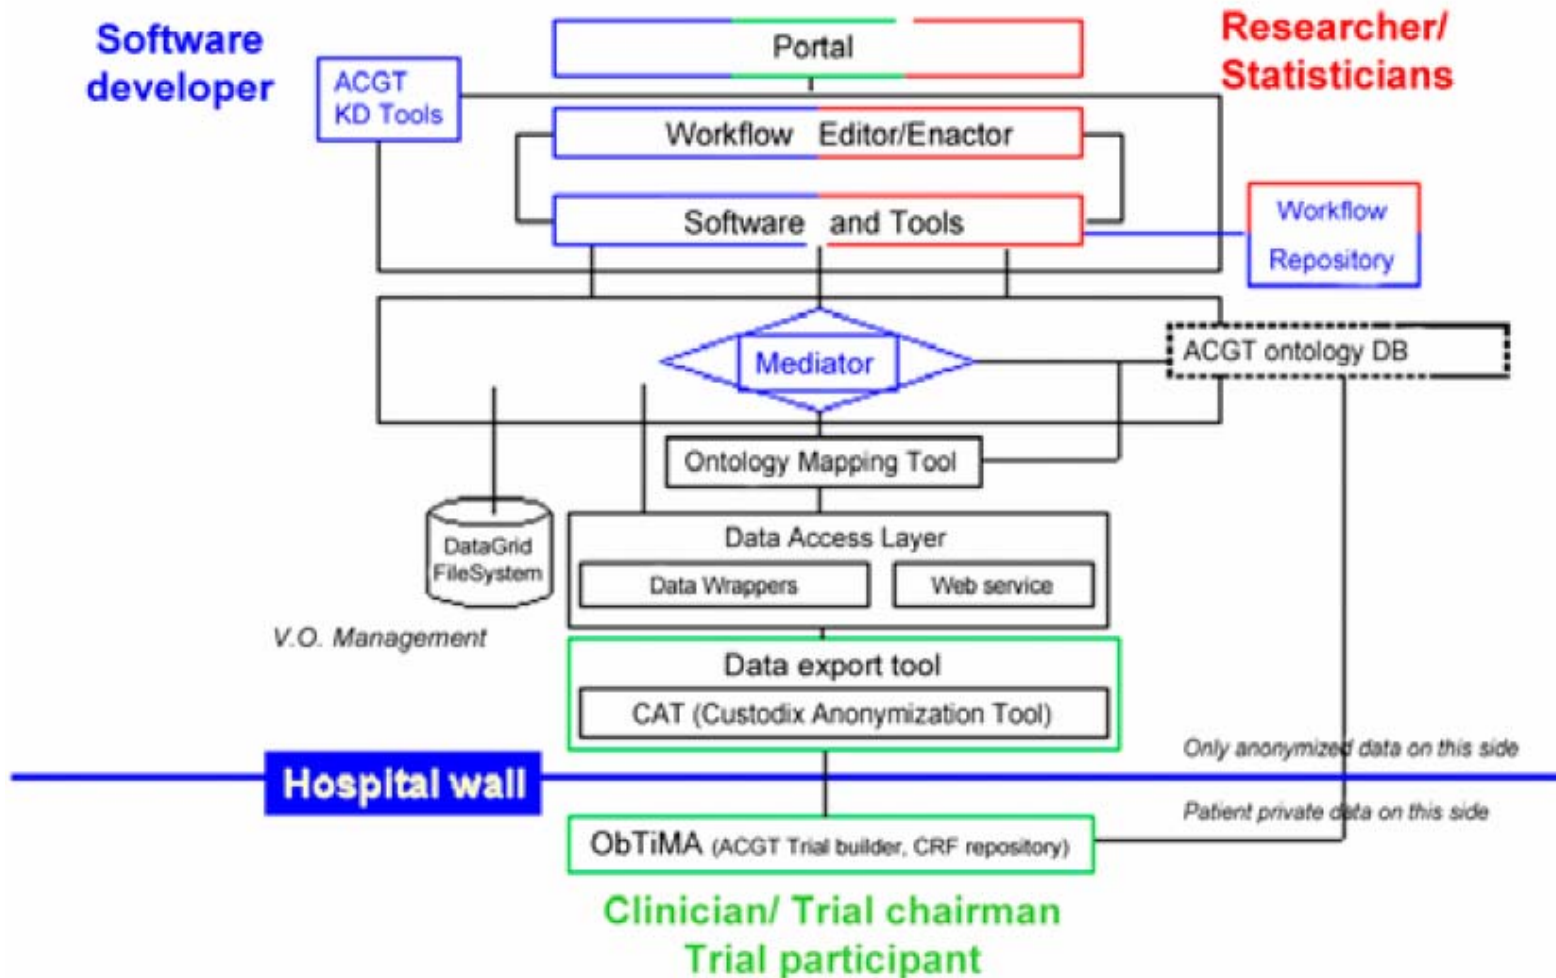 Software
developer
Portal
Researcher/
Statisticians
ACGT
KD Tools
Workflow Editor/Enactor
Software and Tools
Workflow
Repository
Mediator
ACGT ontology DB
Ontology Mapping Tool
Data Access Layer
DataGrid
FileSystem
Data Wrappers
Web service
V.O. Management
Data export tool
CAT (Custodix Anonymization Tool)
Only anonymized data on this side
Hospital wall
Patient private data on this side
ObTiMA (ACGT Trial builder, CRF repository)
Clinician/ Trial chairman
Trial participant